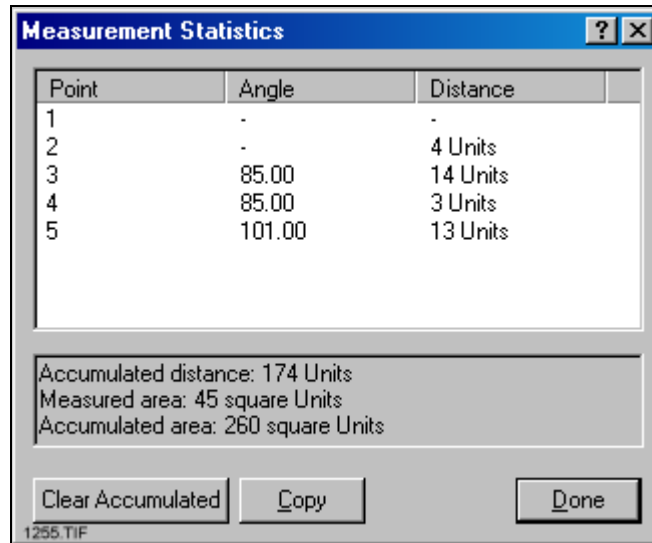 Measurement Statistics ? X
Point Angle Distance
1 - -
2 - 4 Units
3 85.00 14 Units
4 85.00 3 Units
5 101.00 13 Units
Accumulated distance: 174 Units
Measured area: 45 square Units
Accumulated area: 260 square Units
Clear Accumulated Copy Done
1255.TIF